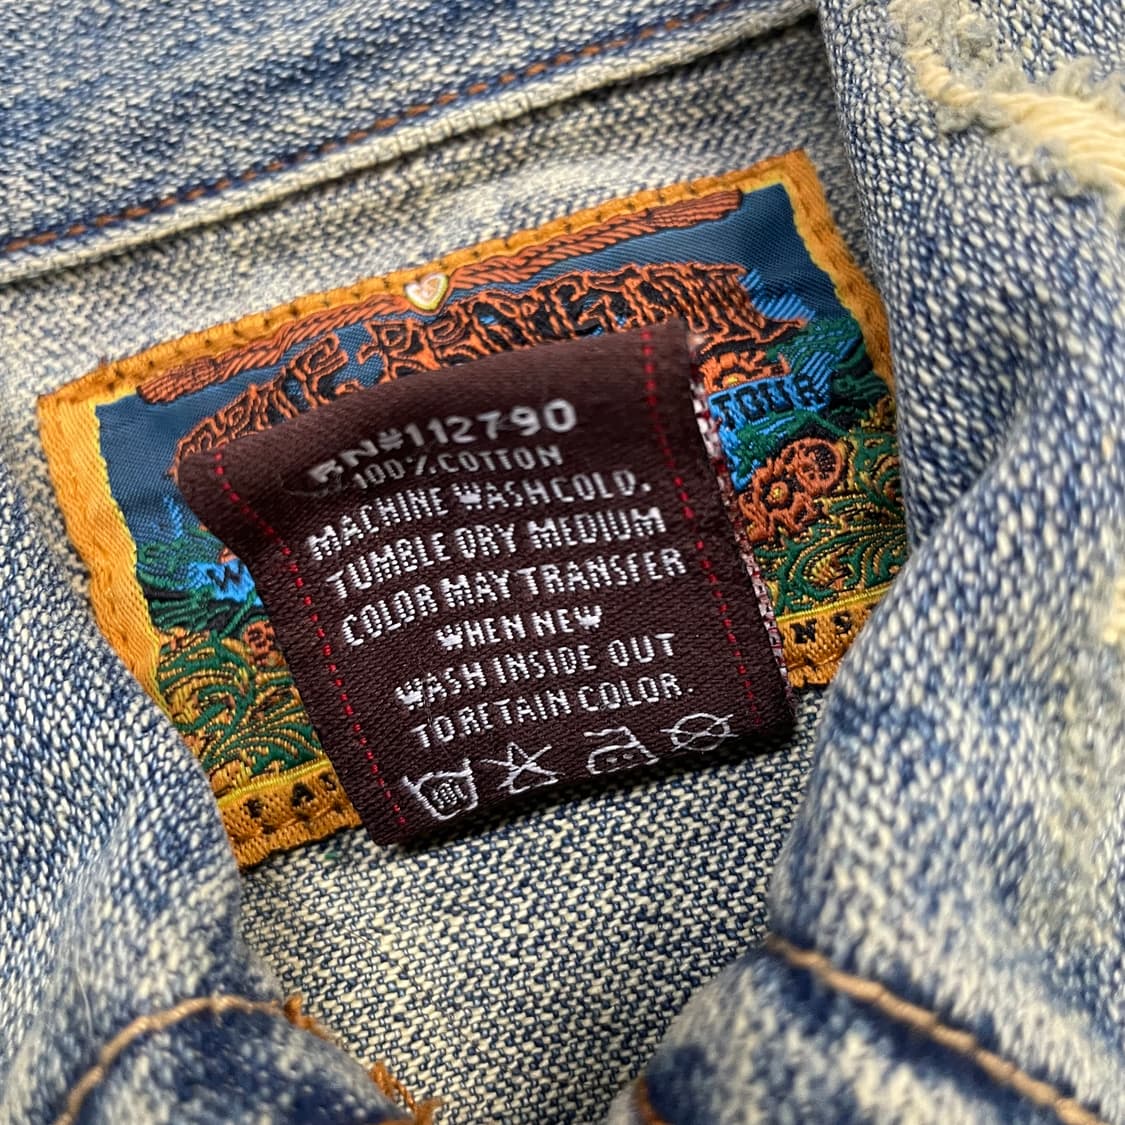 RN#112790
100% COTTON
MACHINE WASH COLD.
TUMBLE DRY MEDIUM
COLOR MAY TRANSFER
WHEN NEW
WASH INSIDE OUT
TO RETAIN COLOR.
TOUR